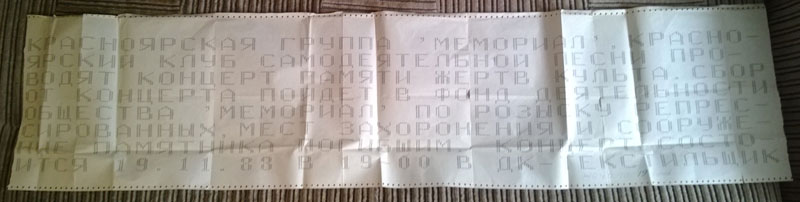 КРАСНОЯРСКАЯ ГРУППА 'МЕМОРИАЛ', КРАСНО-
ЯРСКИЙ КЛУБ САМОДЕЯТЕЛЬНОЙ ПЕСНИ ПРО-
ВОДЯТ КОНЦЕРТ ПАМЯТИ ЖЕРТВ КУЛЬТА. СБОР
ОТ КОНЦЕРТА ПОЙДЕТ В ФОНД ДЕЯТЕЛЬНОСТИ
ОБЩЕСТВА 'МЕМОРИАЛ' ПО РОЗЫСКУ РЕПРЕС-
СИРОВАННЫХ, МЕСТ ЗАХОРОНЕНИЯ И СООРУЖЕ-
НИЕ ПАМЯТНИКА ПОГИБШИМ. КОНЦЕРТ СОСТО-
ИТСЯ 19.11.88 В 19-00 В ДК ТЕКСТИЛЬЩИК